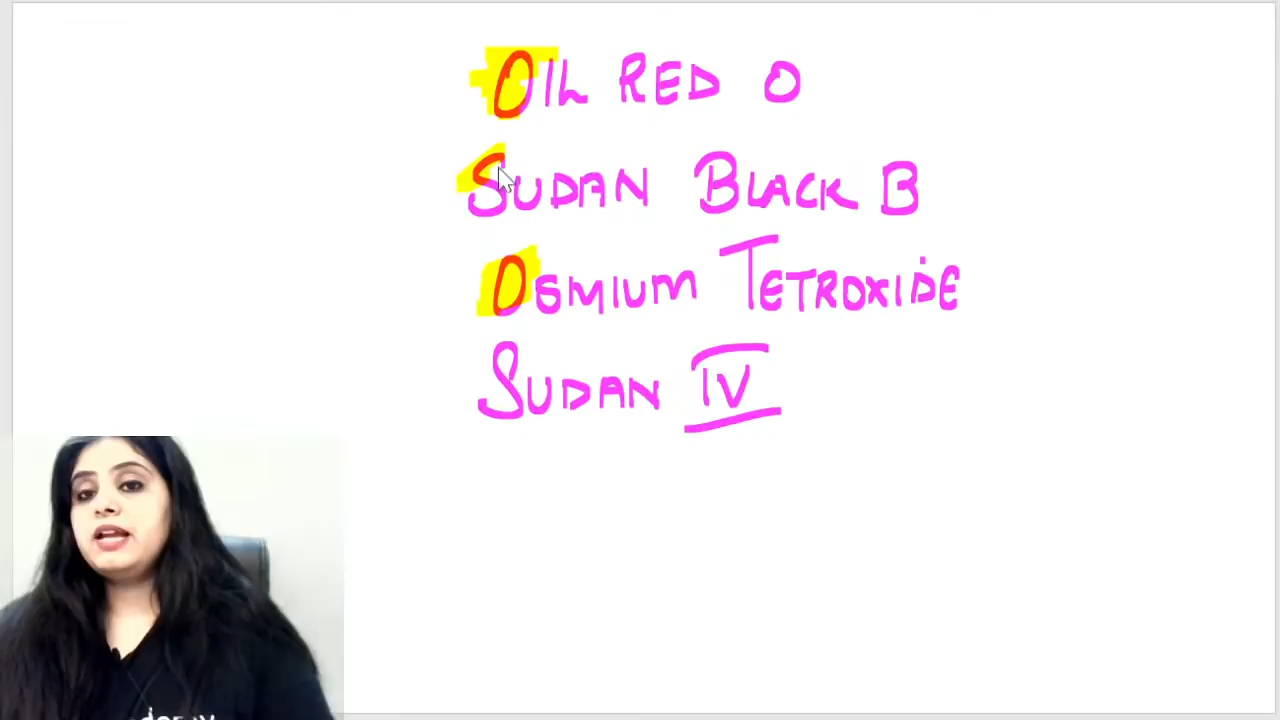 OIL RED O
SUDAN BLACK B
OSMIUM TETROXIDE
SUDAN IV